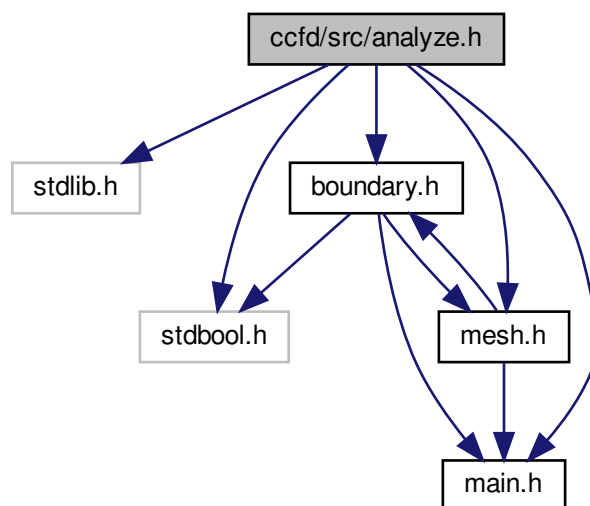 ccfd/src/analyze.h
stdlib.h
boundary.h
stdbool.h
mesh.h
main.h